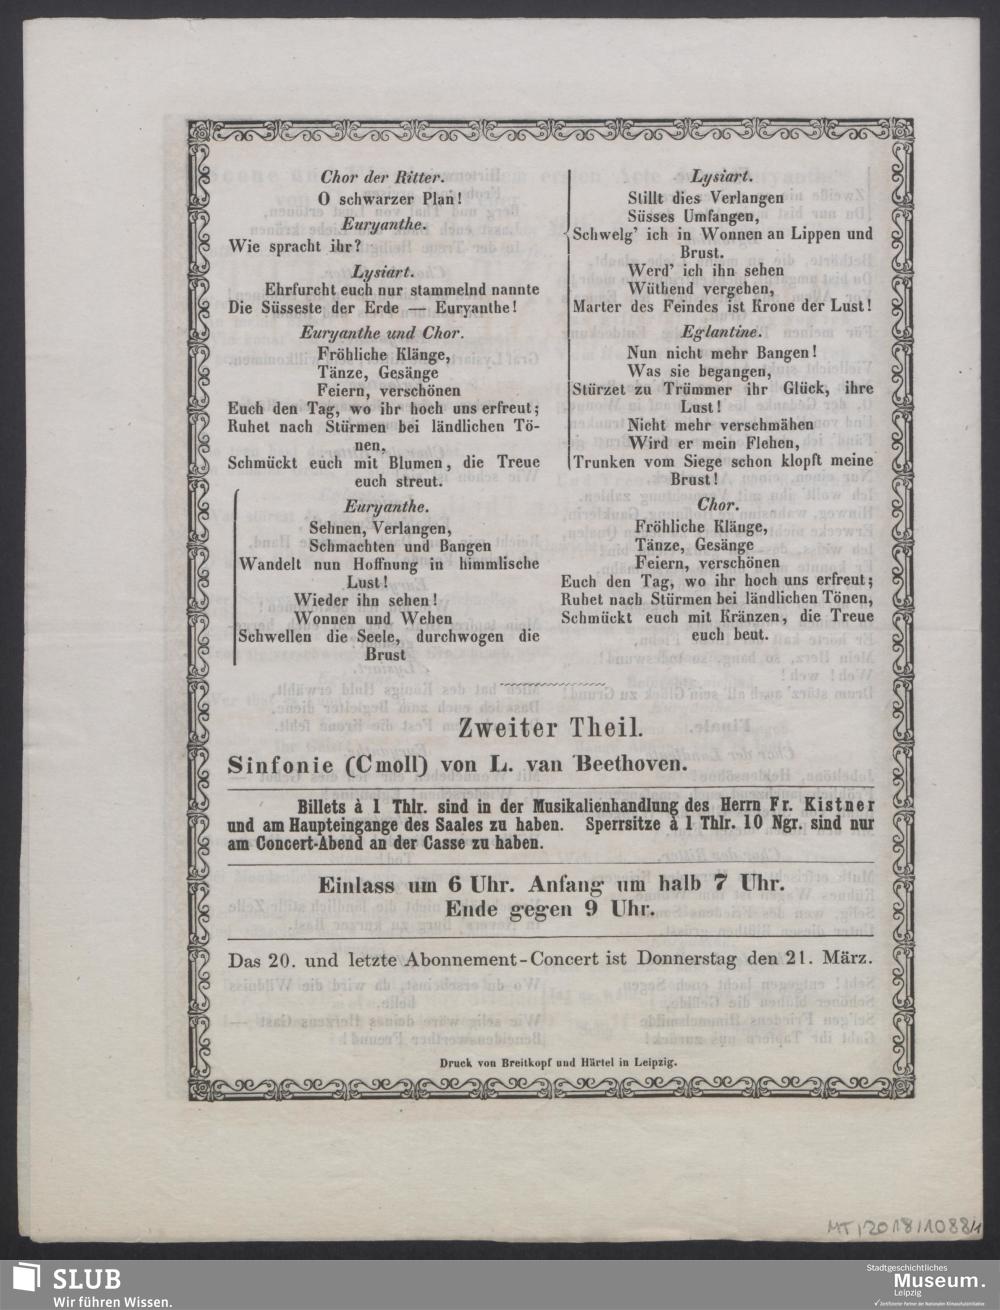 Chor der Ritter.
O schwarzer Plan!
Euryanthe.
Wie spracht ihr?
Lysiart.
Ehrfurcht euch nur stammelnd nannte
Die Süsseste der Erde — Euryanthe!
Euryanthe und Chor.
Fröhliche Klänge,
Tänze, Gesänge
Feiern, verschönen
Euch den Tag, wo ihr hoch uns erfreut;
Ruhet nach Stürmen bei ländlichen Tö-
nen,
Schmückt euch mit Blumen, die Treue
euch streut.
Euryanthe.
Sehnen, Verlangen,
Schmachten und Bangen
Wandelt nun Hoffnung in himmlische
Lust!
Wieder ihn sehen!
Wonnen und Wehen
Schwellen die Seele, durchwogen die
Brust
Lysiart.
Stillt dies Verlangen
Süsses Umfangen,
Schwelg' ich in Wonnen an Lippen und
Brust.
Werd' ich ihn sehen
Wüthend vergehen,
Marter des Feindes ist Krone der Lust!
Eglantine.
Nun nicht mehr Bangen!
Was sie begangen,
Stürzet zu Trümmer ihr Glück, ihre
Lust!
Nicht mehr verschmähen
Wird er mein Flehen,
Trunken vom Siege schon klopft meine
Brust!
Chor.
Fröhliche Klänge,
Tänze, Gesänge
Feiern, verschönen
Euch den Tag, wo ihr hoch uns erfreut;
Ruhet nach Stürmen bei ländlichen Tönen,
Schmückt euch mit Kränzen, die Treue
euch beut.
Zweiter Theil.
Sinfonie (C moll) von L. van Beethoven.
Billets à 1 Thlr. sind in der Musikalienhandlung des Herrn Fr. Kistner
und am Haupteingange des Saales zu haben. Sperrsitze à 1 Thlr. 10 Ngr. sind nur
am Concert-Abend an der Casse zu haben.
Einlass um 6 Uhr. Anfang um halb 7 Uhr.
Ende gegen 9 Uhr.
Das 20. und letzte Abonnement-Concert ist Donnerstag den 21. März.
Druck von Breitkopf und Härtel in Leipzig.
MT/2018/1088/1
SLUB
Wir führen Wissen.
Stadtgeschichtliches
Museum.
Leipzig